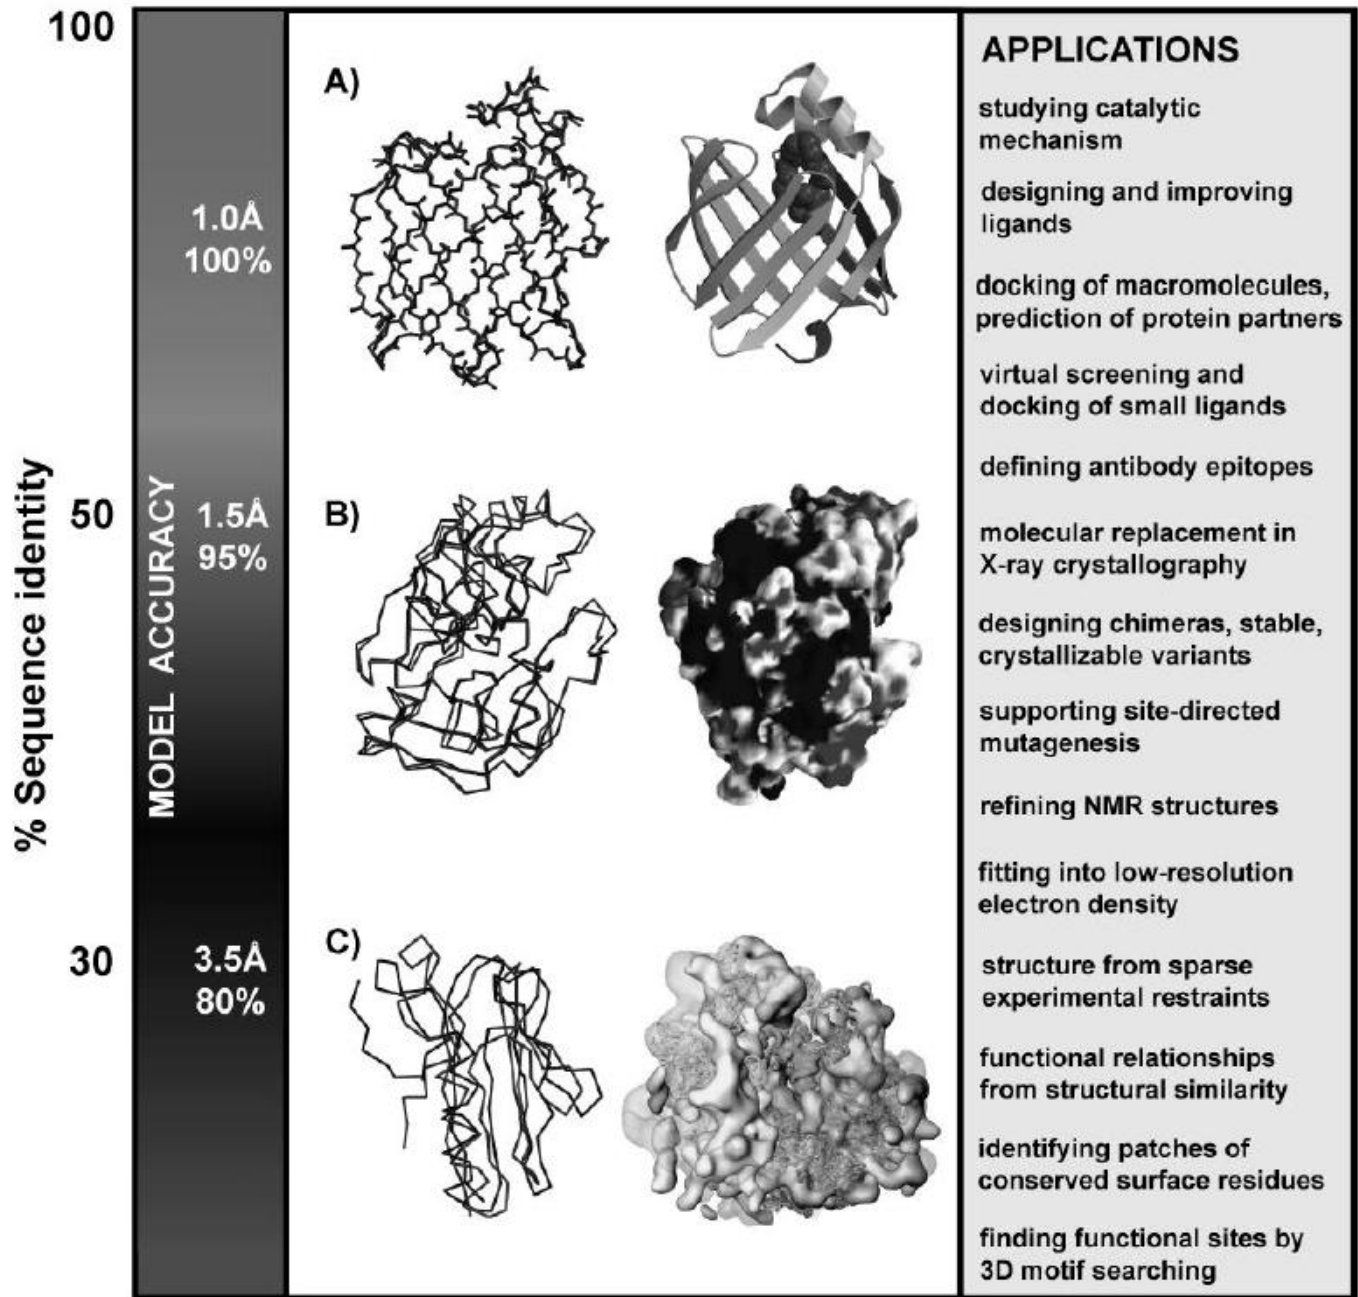 100
50
30
% Sequence identity
MODEL ACCURACY
1.0Å
100%
1.5Å
95%
3.5Å
80%
A)
B)
C)
APPLICATIONS
studying catalytic
mechanism
designing and improving
ligands
docking of macromolecules,
prediction of protein partners
virtual screening and
docking of small ligands
defining antibody epitopes
molecular replacement in
X-ray crystallography
designing chimeras, stable,
crystallizable variants
supporting site-directed
mutagenesis
refining NMR structures
fitting into low-resolution
electron density
structure from sparse
experimental restraints
functional relationships
from structural similarity
identifying patches of
conserved surface residues
finding functional sites by
3D motif searching